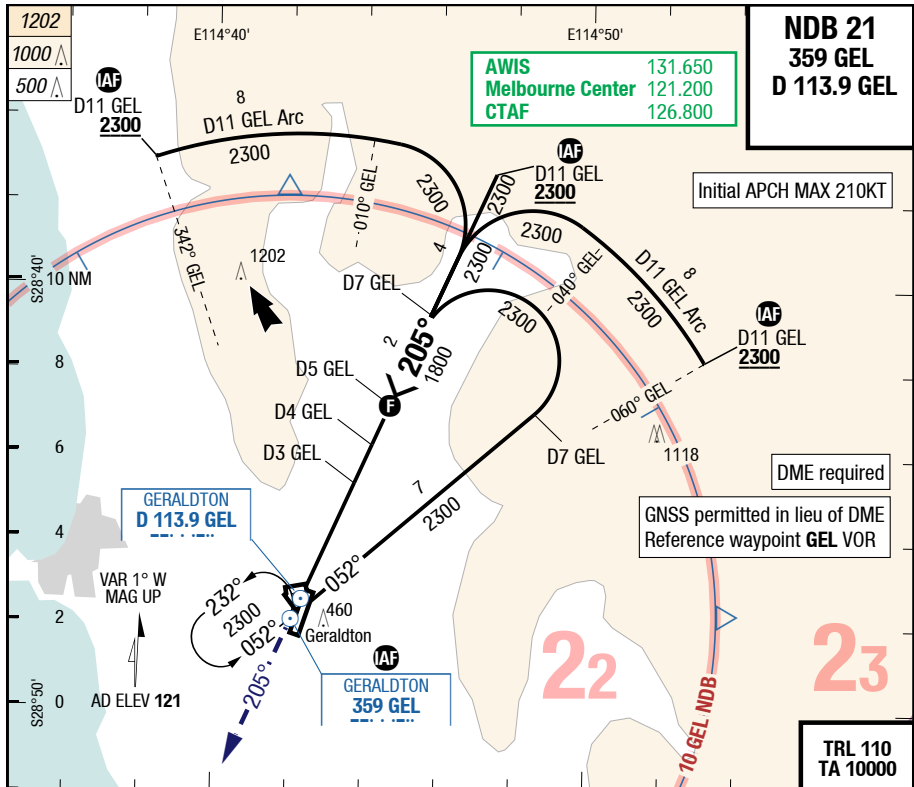 1202
1000
500
E114°40'
E114°50'
NDB 21
359 GEL
D 113.9 GEL
AWIS 131.650
Melbourne Center 121.200
CTAF 126.800
IAF
D11 GEL
2300
8
D11 GEL Arc
2300
IAF
D11 GEL
2300
Initial APCH MAX 210KT
010° GEL
2300
2300
2300
342° GEL
4
2300
D11 GEL Arc
8
2300
1202
S28°40'
10 NM
D7 GEL
040° GEL
2300
IAF
D11 GEL
2300
2
205°
1800
8
D5 GEL
F
060° GEL
D4 GEL
6
D3 GEL
D7 GEL
1118
DME required
7
2300
GERALDTON
D 113.9 GEL
GNSS permitted in lieu of DME
Reference waypoint GEL VOR
4
VAR 1° W
MAG UP
232°
2300
052°
052°
2
460
Geraldton
IAF
GERALDTON
359 GEL
205°
AD ELEV 121
S28°50'
0
22
23
10 GEL NDB
TRL 110
TA 10000